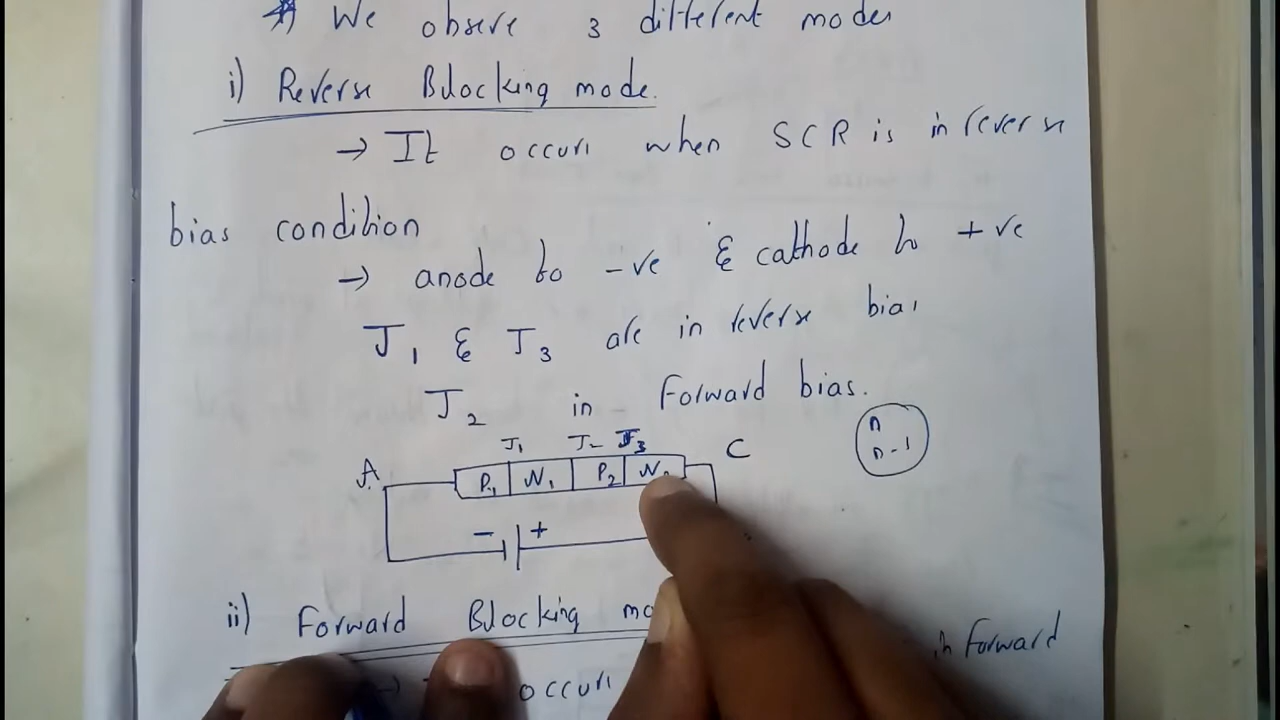 *) We observe 3 different modes
i) Reverse Blocking mode.
→ It occurs when SCR is in reverse
bias condition
→ anode to -ve & cathode to +ve
J1 & J3 are in reverse bias
J2 in Forward bias.
n
n-1
J1 J2 J3
A C
P1 N1 P2 N2
- +
ii) Forward Blocking mo
in Forward
→ occurs